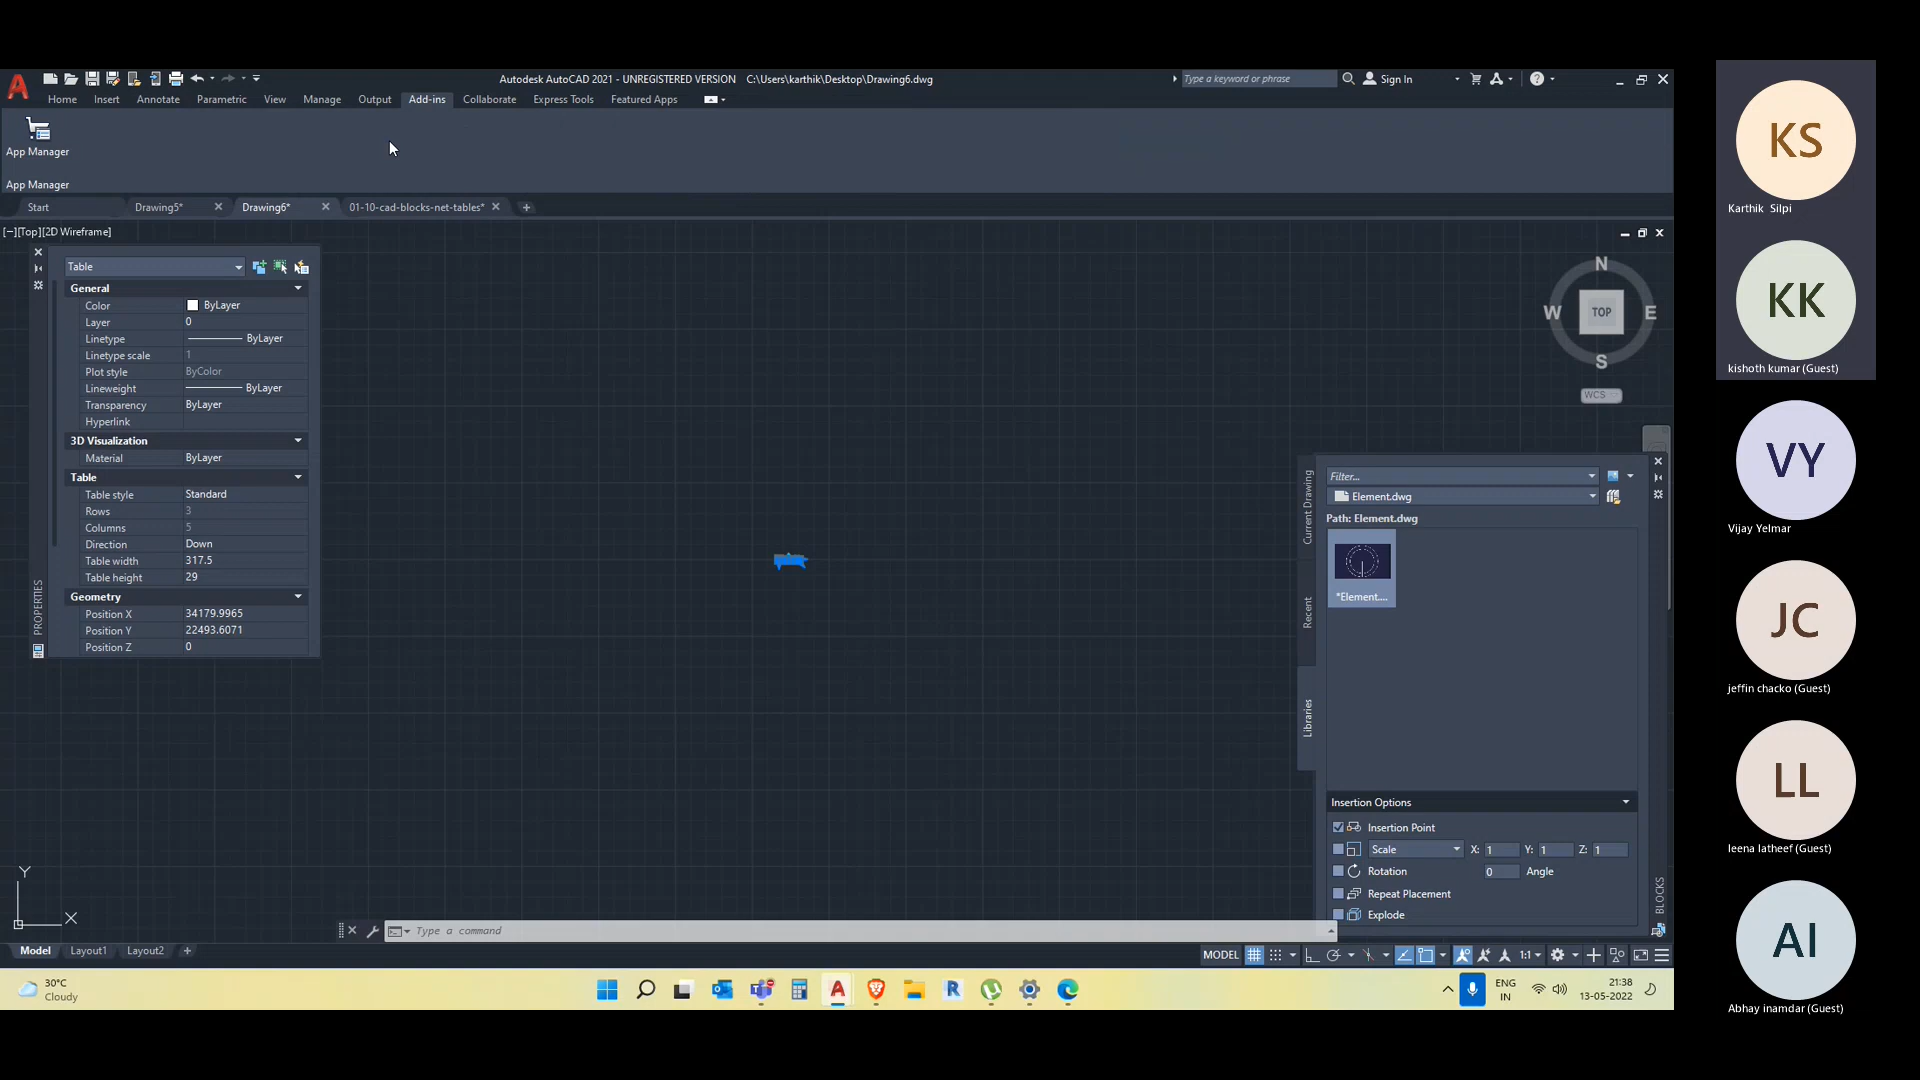 Autodesk AutoCAD 2021 - UNREGISTERED VERSION C:\Users\karthik\Desktop\Drawing6.dwg
Type a keyword or phrase
Sign In
Home Insert Annotate Parametric View Manage Output Add-ins Collaborate Express Tools Featured Apps
App Manager
App Manager
Start Drawing5* Drawing6* 01-10-cad-blocks-net-tables*
[−][Top][2D Wireframe]
Table
General
Color ByLayer
Layer 0
Linetype ByLayer
Linetype scale 1
Plot style ByColor
Lineweight ByLayer
Transparency ByLayer
Hyperlink
3D Visualization
Material ByLayer
Table
Table style Standard
Rows 3
Columns 5
Direction Down
Table width 317.5
Table height 29
Geometry
Position X 34179.9965
Position Y 22493.6071
Position Z 0
PROPERTIES
N
W TOP E
S
WCS
Current Drawing
Recent
Libraries
Filter...
Element.dwg
Path: Element.dwg
*Element....
Insertion Options
Insertion Point
Scale X: 1 Y: 1 Z: 1
Rotation 0 Angle
Repeat Placement
Explode
BLOCKS
Y
X
Type a command
Model Layout1 Layout2
MODEL
1:1
30°C
Cloudy
ENG
IN
21:38
13-05-2022
KS
Karthik Silpi
KK
kishoth kumar (Guest)
VY
Vijay Yelmar
JC
jeffin chacko (Guest)
LL
leena latheef (Guest)
AI
Abhay inamdar (Guest)